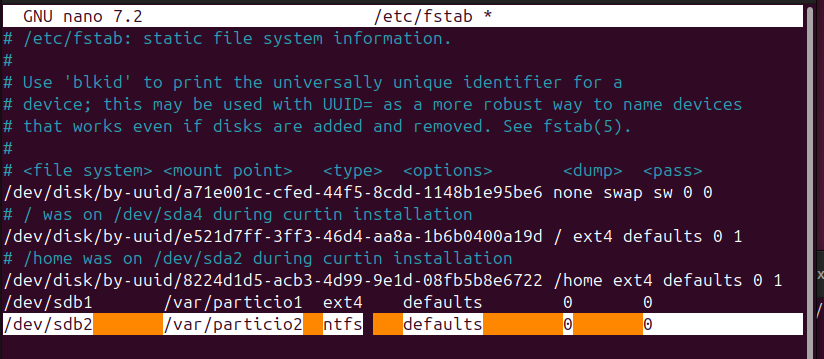 GNU nano 7.2 /etc/fstab *
# /etc/fstab: static file system information.
#
# Use 'blkid' to print the universally unique identifier for a
# device; this may be used with UUID= as a more robust way to name devices
# that works even if disks are added and removed. See fstab(5).
#
# <file system> <mount point>   <type>  <options>       <dump>  <pass>
/dev/disk/by-uuid/a71e001c-cfed-44f5-8cdd-1148b1e95be6 none swap sw 0 0
# / was on /dev/sda4 during curtin installation
/dev/disk/by-uuid/e521d7ff-3ff3-46d4-aa8a-1b6b0400a19d / ext4 defaults 0 1
# /home was on /dev/sda2 during curtin installation
/dev/disk/by-uuid/8224d1d5-acb3-4d99-9e1d-08fb5b8e6722 /home ext4 defaults 0 1
/dev/sdb1       /var/particio1  ext4    defaults        0       0
/dev/sdb2       /var/particio2  ntfs    defaults        0       0